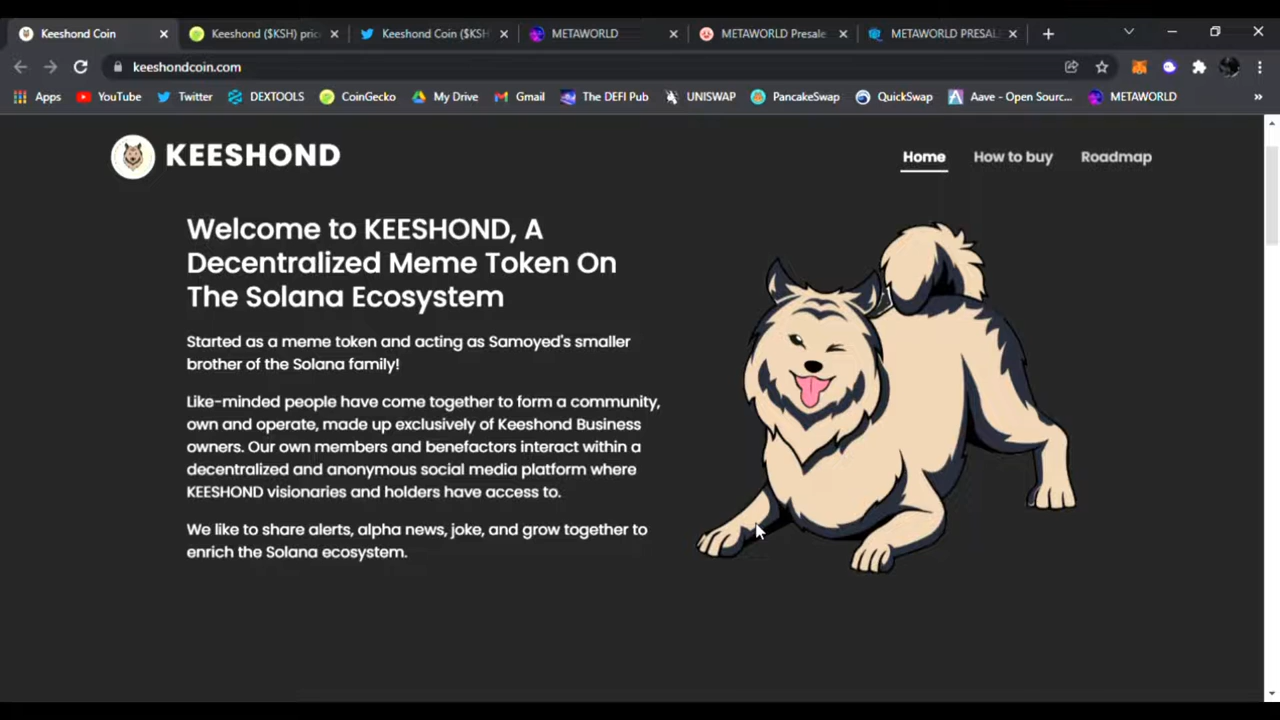 Keeshond Coin
Keeshond ($KSH) pric
Keeshond Coin ($KSH
METAWORLD
METAWORLD Presale
METAWORLD PRESAL
keeshondcoin.com
Apps
YouTube
Twitter
DEXTOOLS
CoinGecko
My Drive
Gmail
The DEFI Pub
UNISWAP
PancakeSwap
QuickSwap
Aave - Open Sourc...
METAWORLD
KEESHOND
Home
How to buy
Roadmap
Welcome to KEESHOND, A
Decentralized Meme Token On
The Solana Ecosystem
Started as a meme token and acting as Samoyed's smaller
brother of the Solana family!
Like-minded people have come together to form a community,
own and operate, made up exclusively of Keeshond Business
owners. Our own members and benefactors interact within a
decentralized and anonymous social media platform where
KEESHOND visionaries and holders have access to.
We like to share alerts, alpha news, joke, and grow together to
enrich the Solana ecosystem.